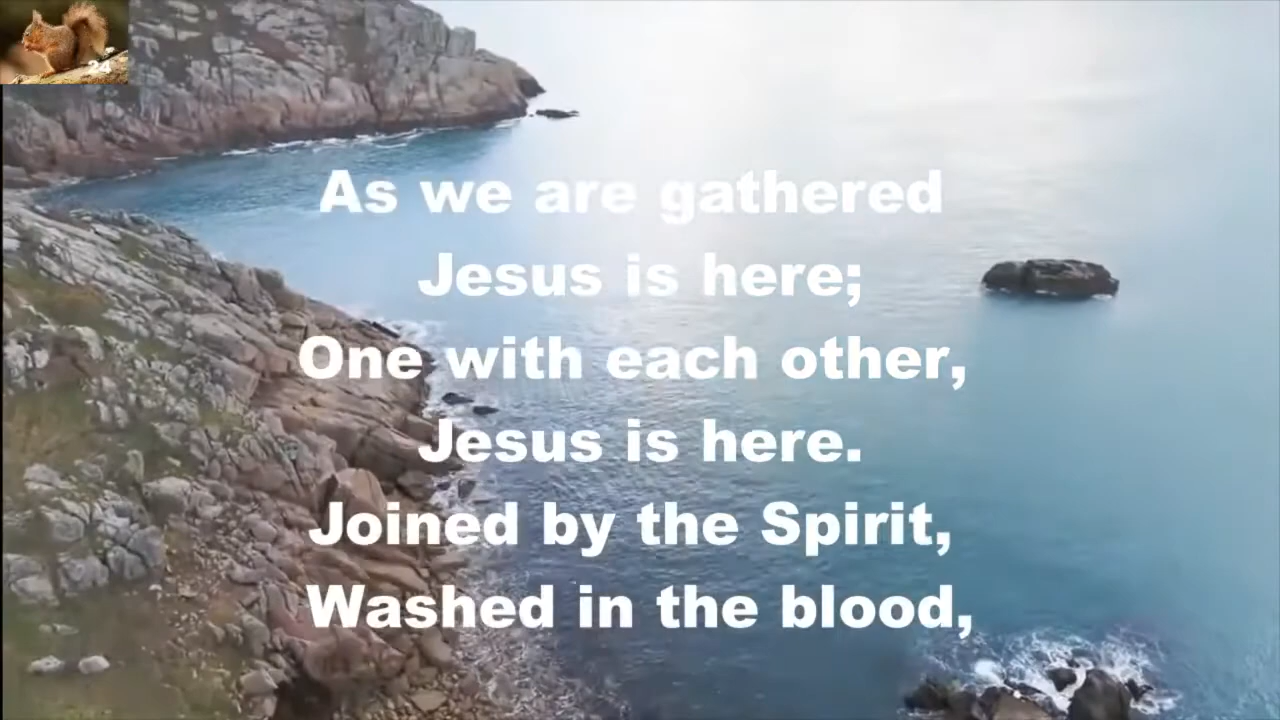 24
As we are gathered
Jesus is here;
One with each other,
Jesus is here.
Joined by the Spirit,
Washed in the blood,